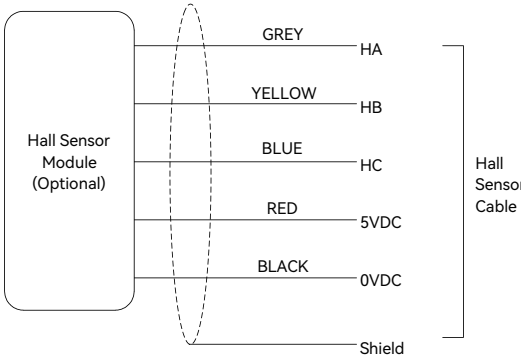 Hall Sensor
Module
(Optional)
GREY
HA
YELLOW
HB
BLUE
HC
RED
5VDC
BLACK
0VDC
Shield
Hall
Sensor
Cable